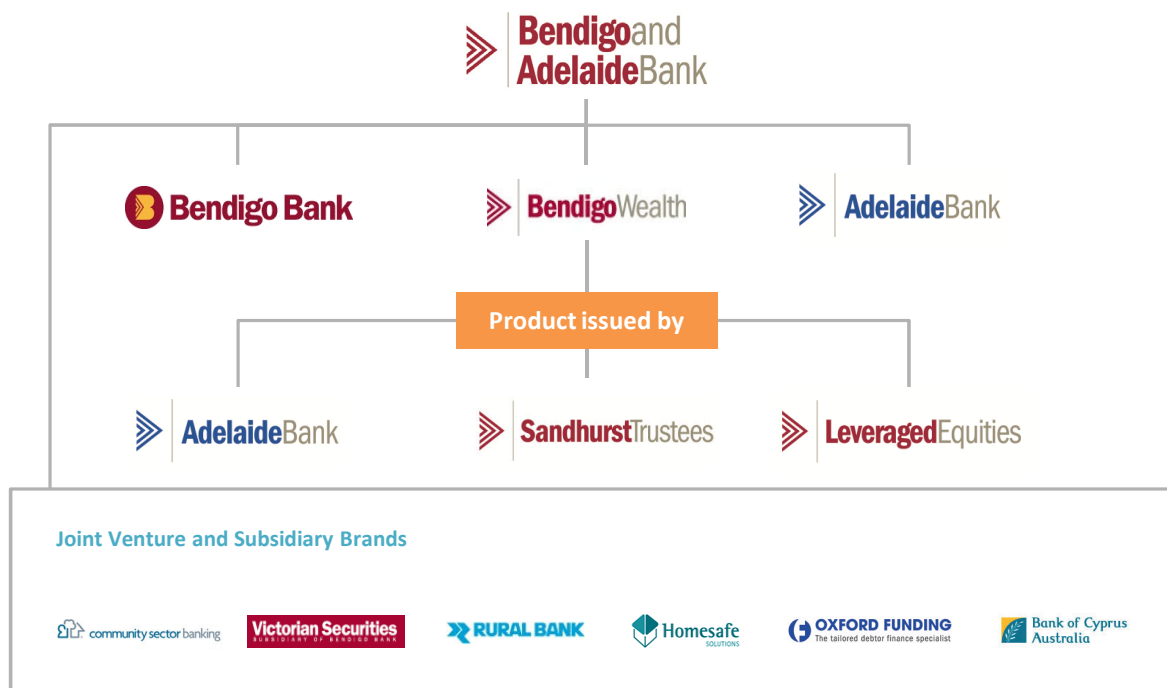 Bendigoand
AdelaideBank
Bendigo Bank
BendigoWealth
AdelaideBank
Product issued by
AdelaideBank
SandhurstTrustees
LeveragedEquities
Joint Venture and Subsidiary Brands
community sector banking
Victorian Securities
SUBSIDIARY OF BENDIGO BANK
RURAL BANK
Homesafe
SOLUTIONS
OXFORD FUNDING
The tailored debtor finance specialist
Bank of Cyprus
Australia